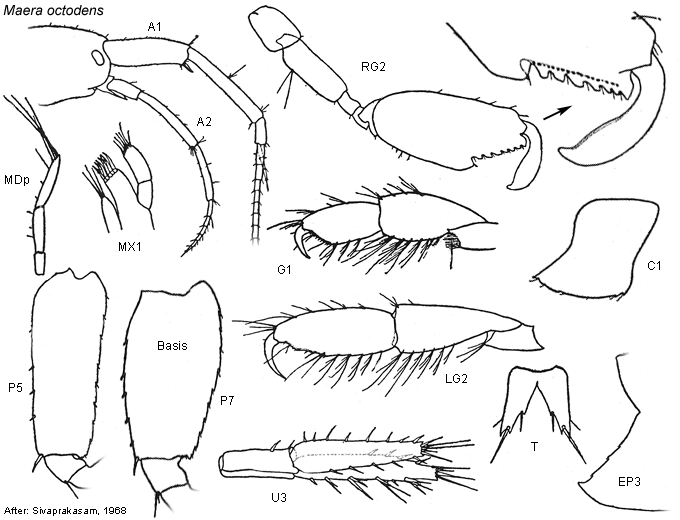 Maera octodens
A1
RG2
A2
MDp
MX1
G1
C1
Basis
P5
P7
LG2
T
EP3
U3
After: Sivaprakasam, 1968